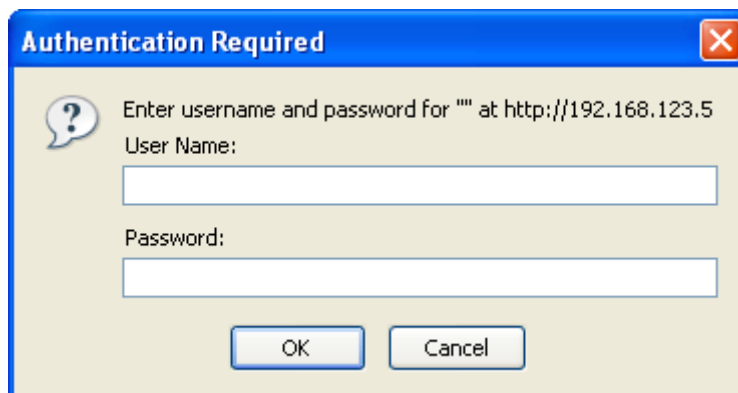 Authentication Required
Enter username and password for "" at http://192.168.123.5
User Name:
Password:
OK
Cancel